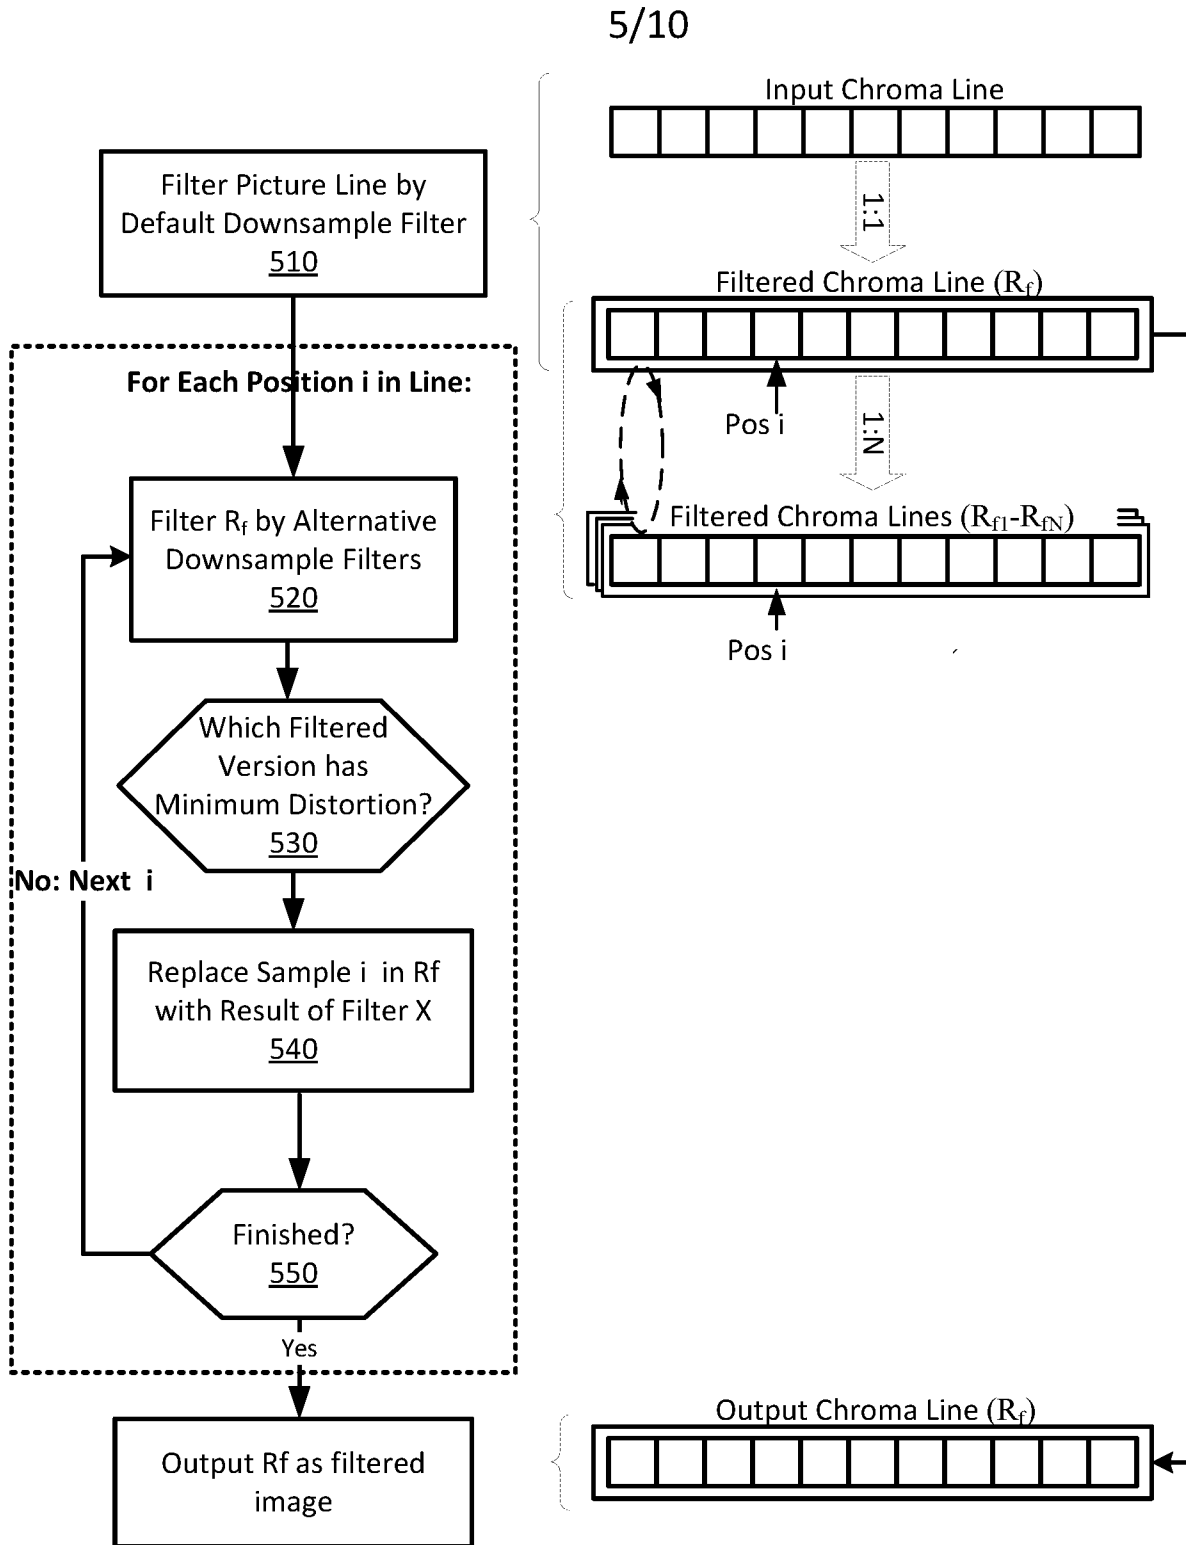 5/10
Input Chroma Line
Filter Picture Line by
Default Downsample Filter
510
1:1
Filtered Chroma Line (Rf)
For Each Position i in Line:
Pos i
1:N
Filter Rf by Alternative
Downsample Filters
520
Filtered Chroma Lines (Rf1-RfN)
Pos i
Which Filtered
Version has
Minimum Distortion?
530
No: Next i
Replace Sample i in Rf
with Result of Filter X
540
Finished?
550
Yes
Output Rf as filtered
image
Output Chroma Line (Rf)